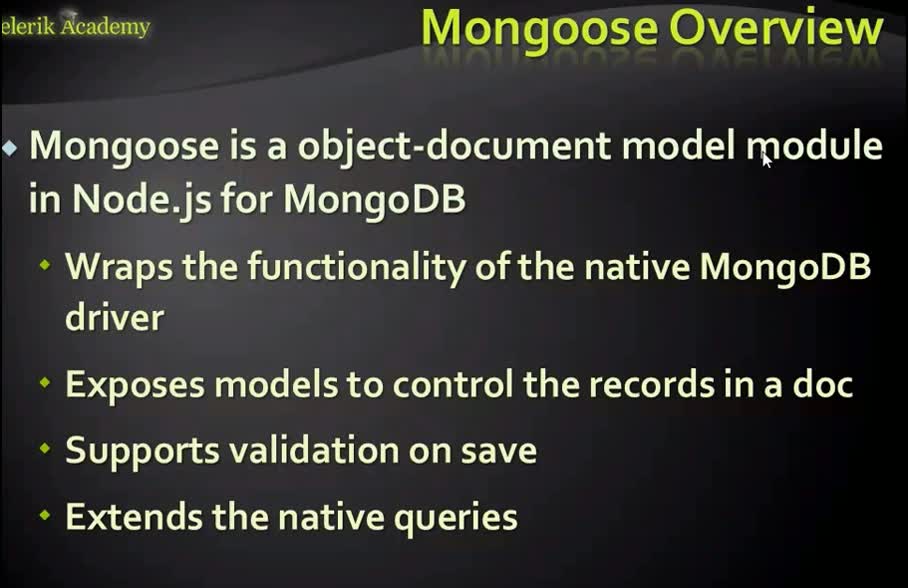 elerik Academy
Mongoose Overview
Mongoose is a object-document model module
in Node.js for MongoDB
Wraps the functionality of the native MongoDB
driver
Exposes models to control the records in a doc
Supports validation on save
Extends the native queries